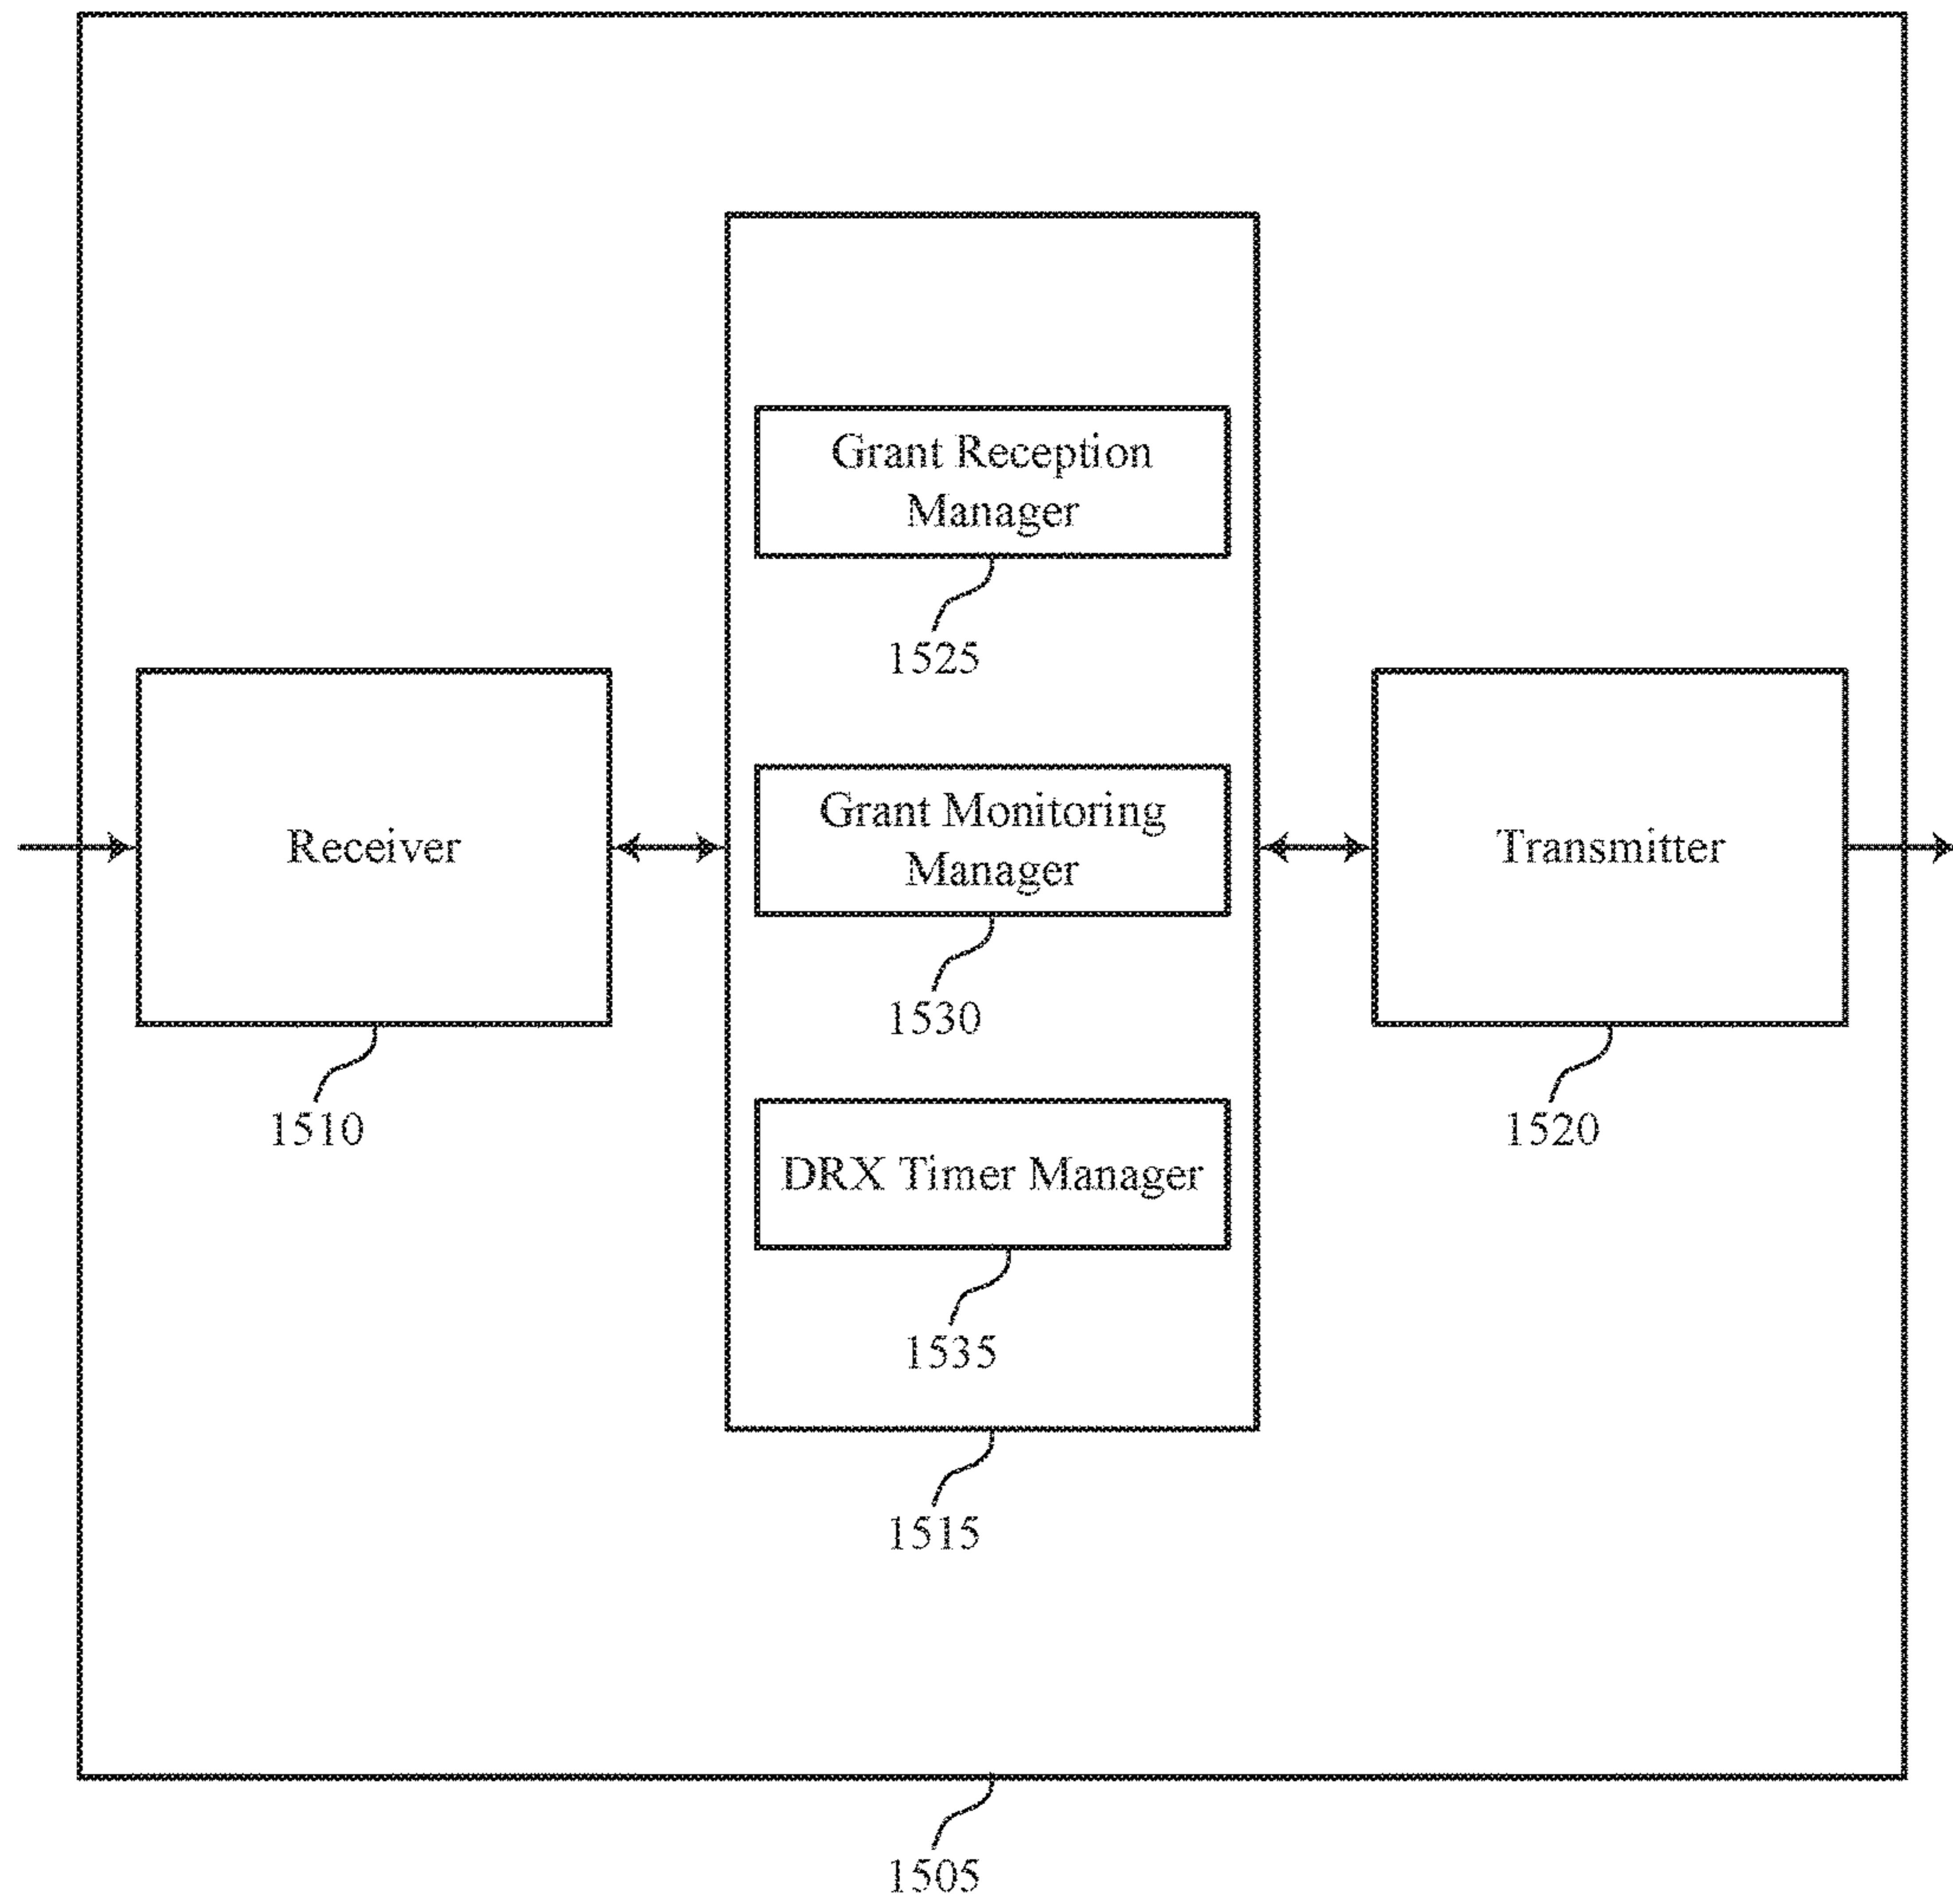 Grant Reception
Manager
1525
Receiver
1510
Grant Monitoring
Manager
1530
Transmitter
1520
DRX Timer Manager
1535
1515
1505